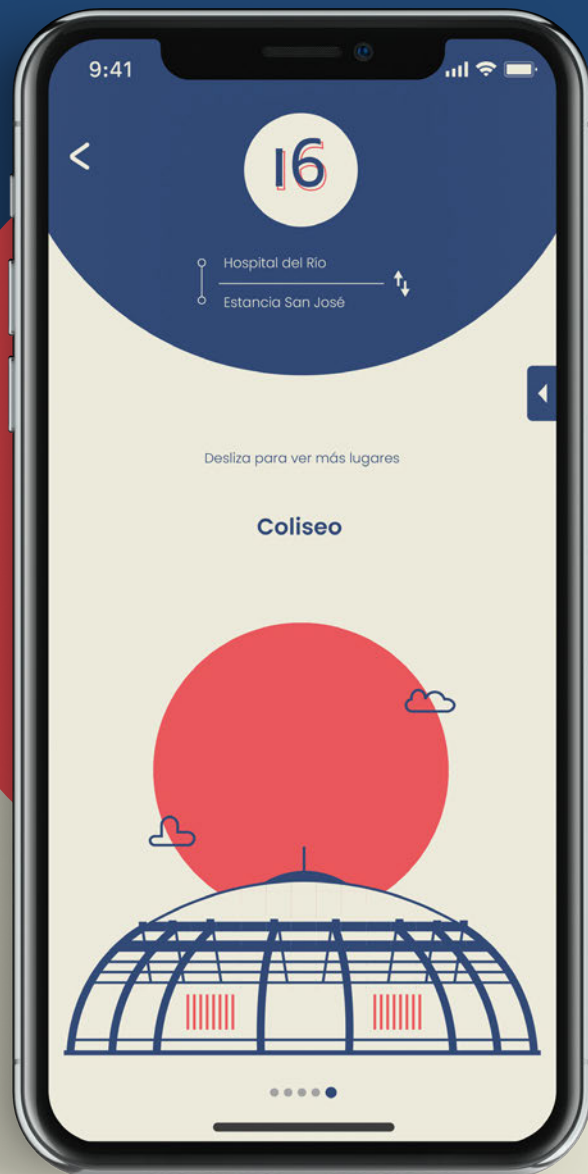 9:41
16
Hospital del Río
Estancia San José
Desliza para ver más lugares
Coliseo